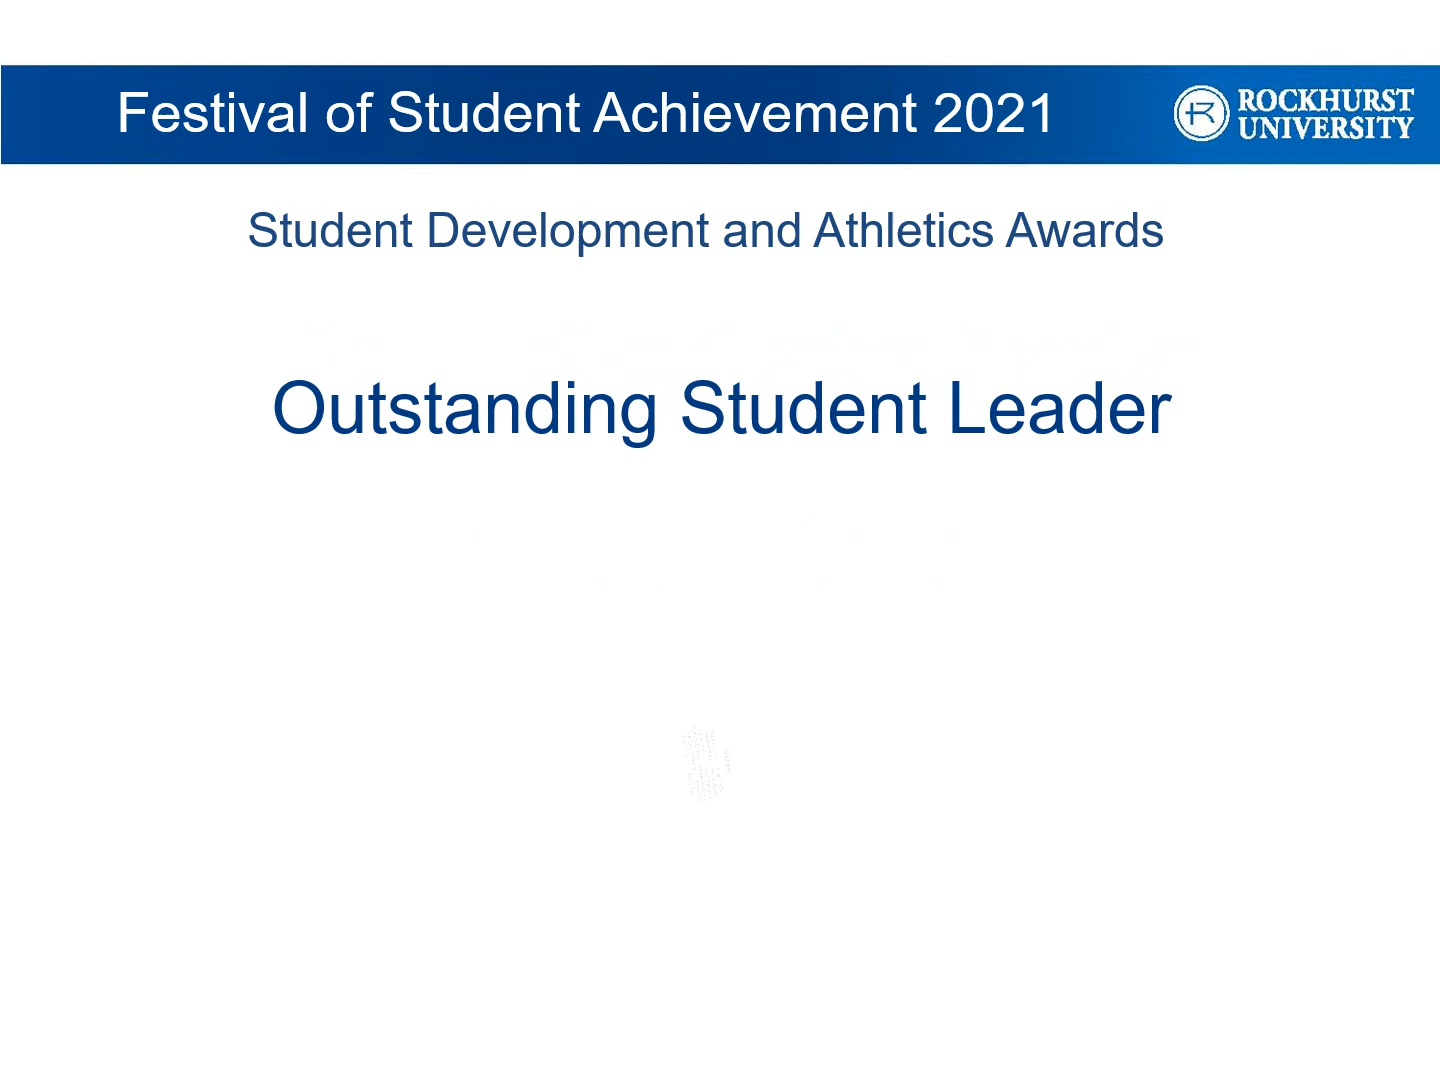 Festival of Student Achievement 2021
ROCKHURST
UNIVERSITY
Student Development and Athletics Awards
Outstanding Student Leader